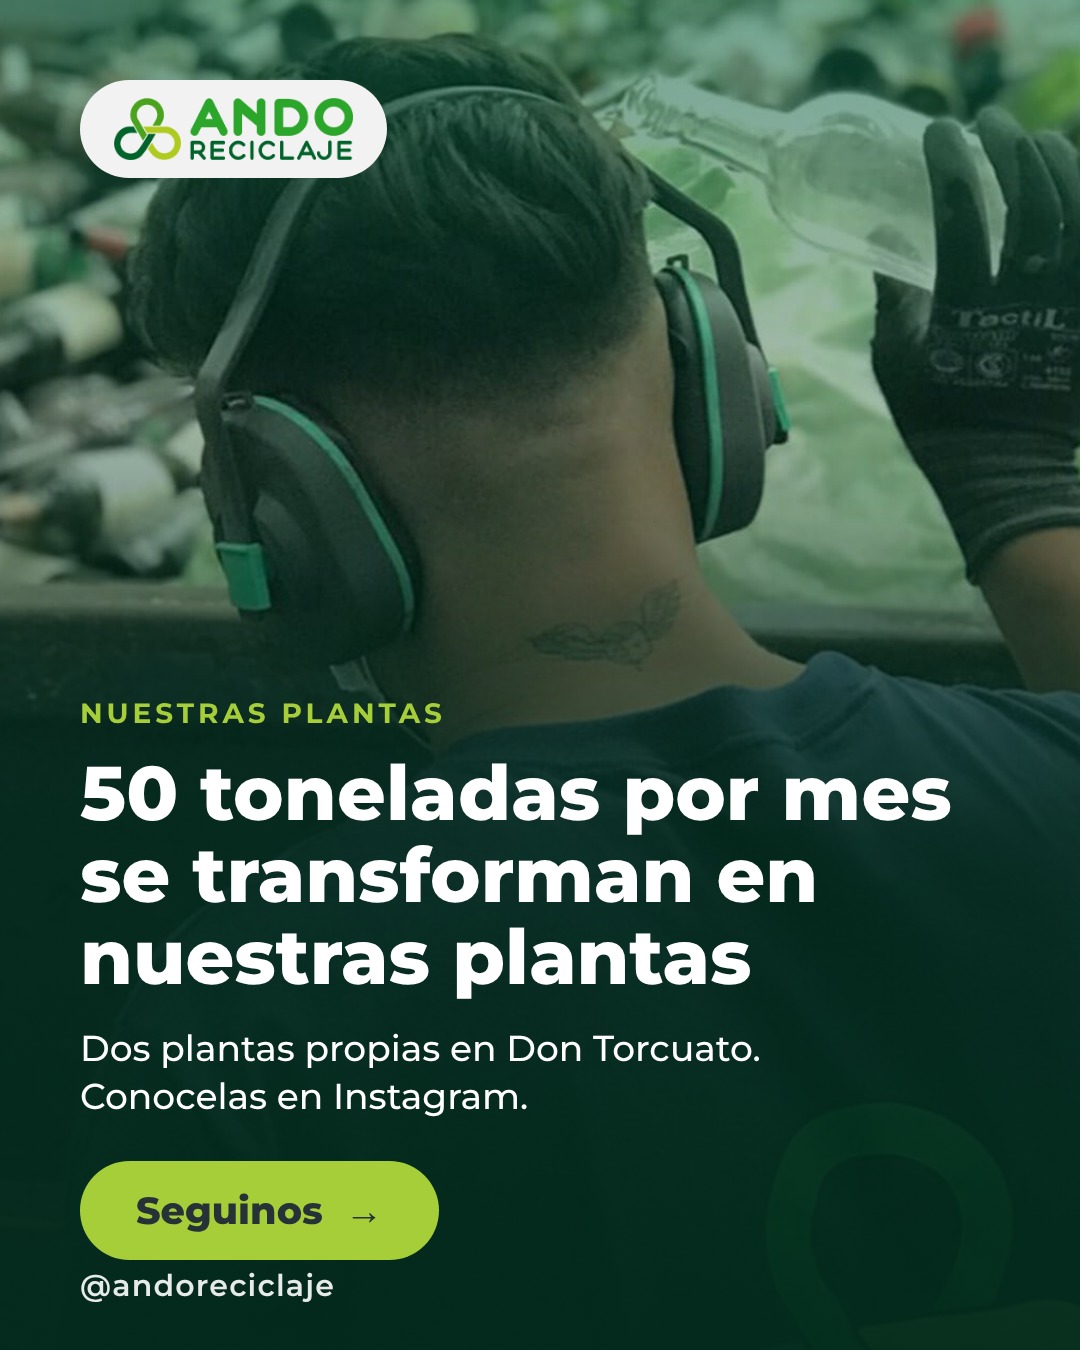 ANDO
RECICLAJE
TactiL
NUESTRAS PLANTAS
50 toneladas por mes
se transforman en
nuestras plantas
Dos plantas propias en Don Torcuato.
Conocelas en Instagram.
Seguinos →
@andoreciclaje